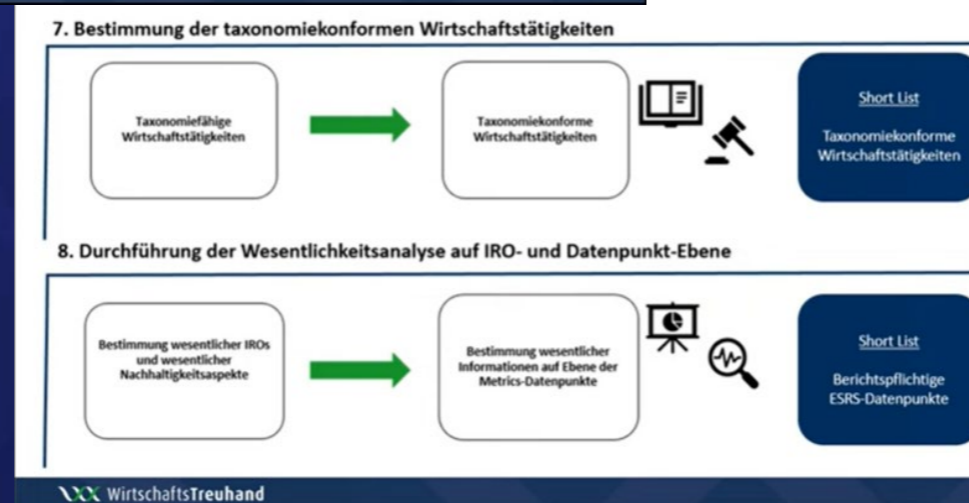 7. Bestimmung der taxonomiekonformen Wirtschaftstätigkeiten
Taxonomiefähige
Wirtschaftstätigkeiten
Taxonomiekonforme
Wirtschaftstätigkeiten
Short List
Taxonomiekonforme
Wirtschaftstätigkeiten
8. Durchführung der Wesentlichkeitsanalyse auf IRO- und Datenpunkt-Ebene
Bestimmung wesentlicher IROs
und wesentlicher
Nachhaltigkeitsaspekte
Bestimmung wesentlicher
Informationen auf Ebene der
Metrics-Datenpunkte
Short List
Berichtspflichtige
ESRS-Datenpunkte
WirtschaftsTreuhand